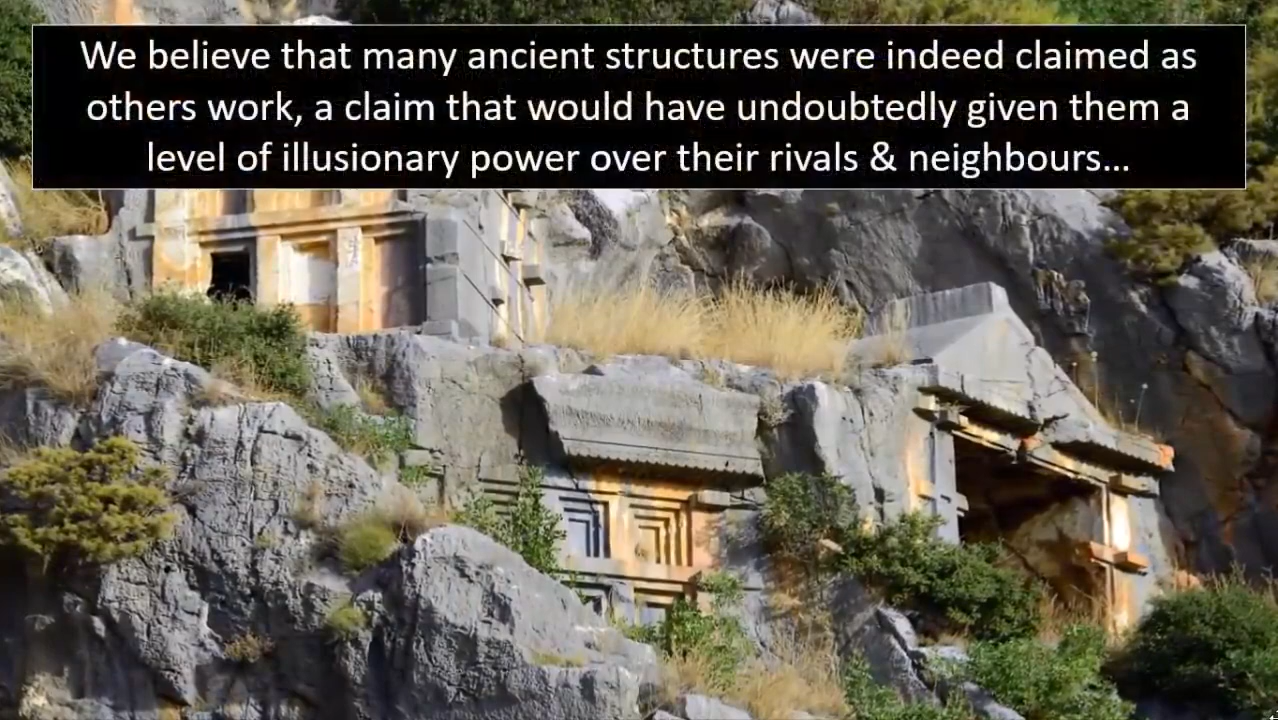 We believe that many ancient structures were indeed claimed as
others work, a claim that would have undoubtedly given them a
level of illusionary power over their rivals & neighbours...